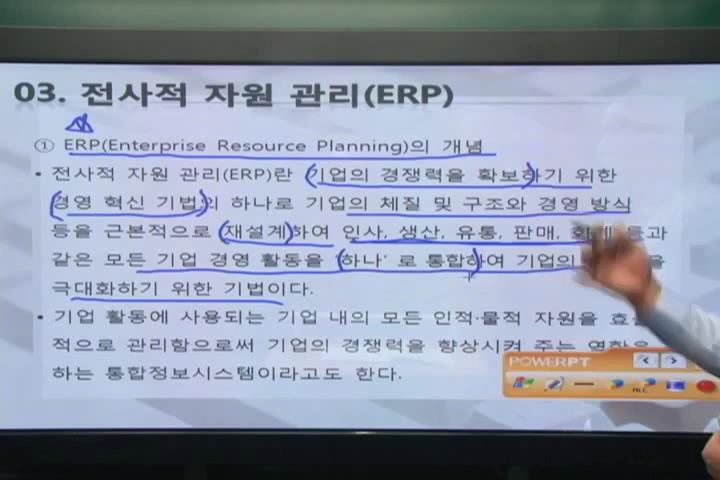 03. 전사적 자원 관리(ERP)
① ERP(Enterprise Resource Planning)의 개념
• 전사적 자원 관리(ERP)란 기업의 경쟁력을 확보하기 위한
경영 혁신 기법의 하나로 기업의 체질 및 구조와 경영 방식
등을 근본적으로 재설계하여 인사, 생산, 유통, 판매, 회계 등과
같은 모든 기업 경영 활동을 '하나' 로 통합하여 기업의
극대화하기 위한 기법이다.
• 기업 활동에 사용되는 기업 내의 모든 인적·물적 자원을 효율
적으로 관리함으로써 기업의 경쟁력을 향상시켜 주는 역할을
하는 통합정보시스템이라고도 한다.
POWERPT
ALL